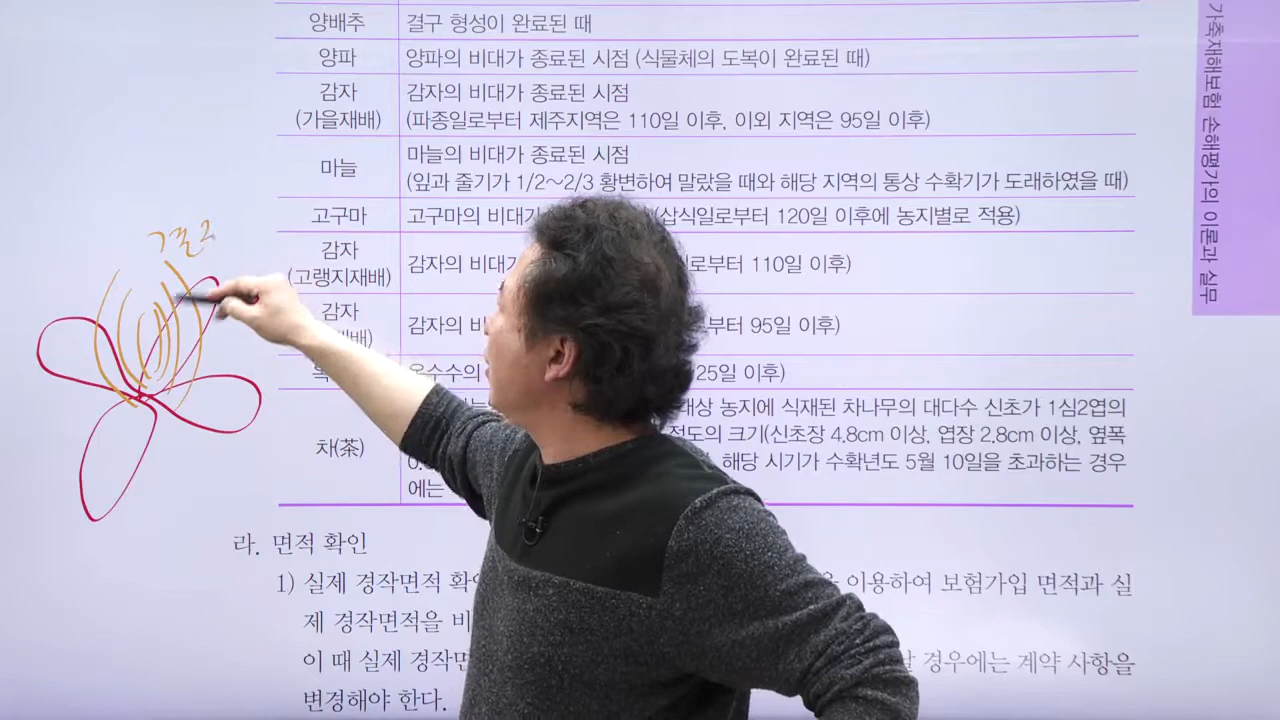 양배추 결구 형성이 완료된 때
양파 양파의 비대가 종료된 시점 (식물체의 도복이 완료된 때)
감자 감자의 비대가 종료된 시점
(가을재배) (파종일로부터 제주지역은 110일 이후, 이외 지역은 95일 이후)
마늘 마늘의 비대가 종료된 시점
(잎과 줄기가 1/2~2/3 황변하여 말랐을 때와 해당 지역의 통상 수확기가 도래하였을 때)
고구마 고구마의 비대가 (삽식일로부터 120일 이후에 농지별로 적용)
감자
(고랭지재배) 감자의 비대 로부터 110일 이후)
감자
배) 감자의 비 부터 95일 이후)
옥수수의 25일 이후)
차(茶) 대상 농지에 식재된 차나무의 대다수 신초가 1심2엽의
정도의 크기(신초장 4.8cm 이상, 엽장 2.8cm 이상, 엽폭
해당 시기가 수확년도 5월 10일을 초과하는 경우
에는
라. 면적 확인
1) 실제 경작면적 확 이용하여 보험가입 면적과 실
제 경작면적을 비
이 때 실제 경작면 경우에는 계약 사항을
변경해야 한다.
가축재해보험 손해평가의 이론과 실무
결구